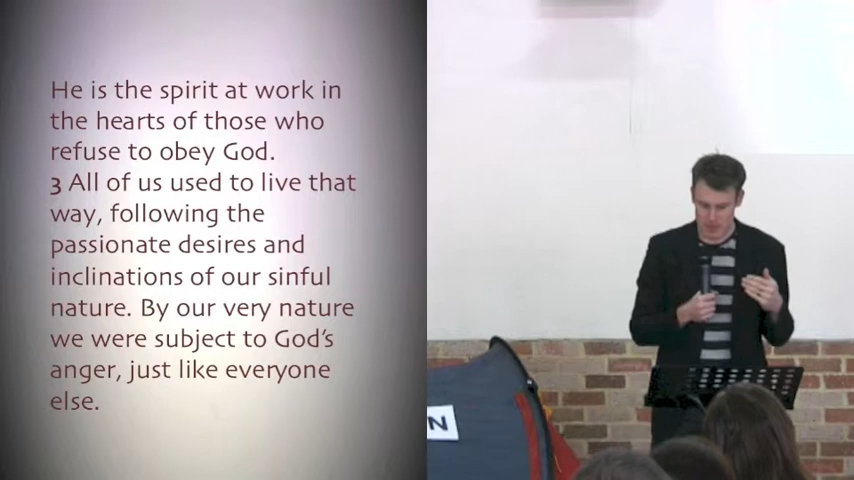 He is the spirit at work in
the hearts of those who
refuse to obey God.
3 All of us used to live that
way, following the
passionate desires and
inclinations of our sinful
nature. By our very nature
we were subject to God's
anger, just like everyone
else.
N